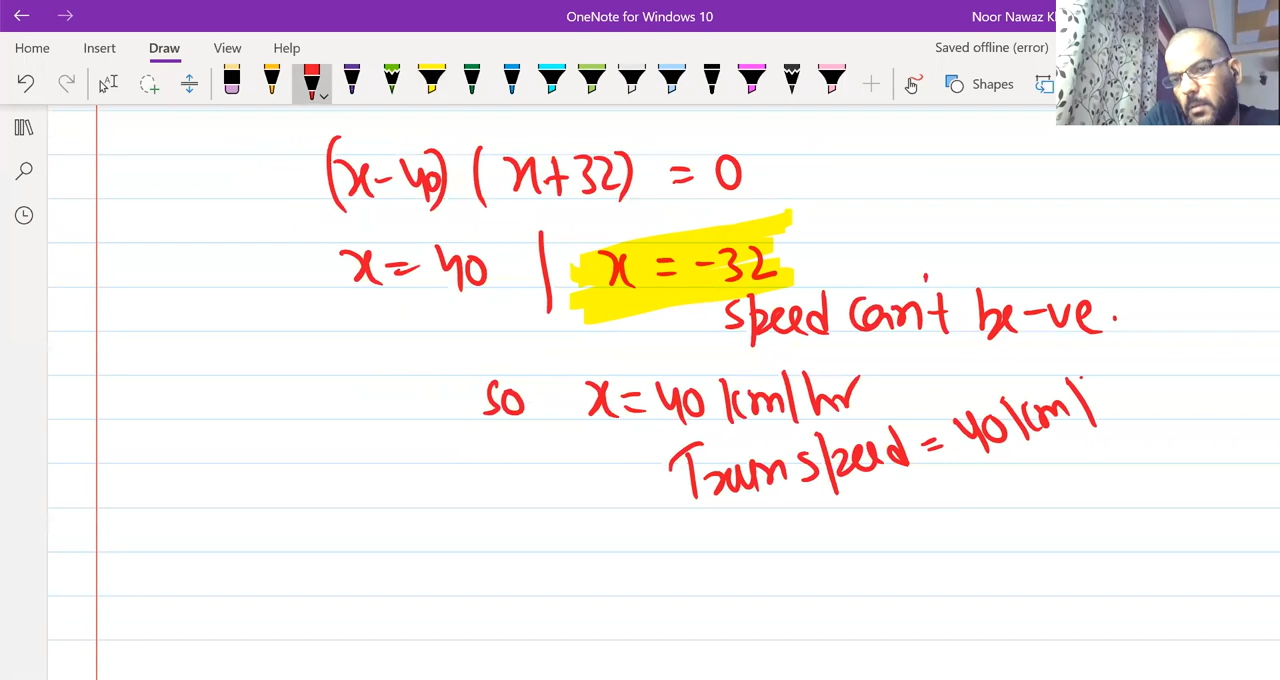 OneNote for Windows 10
Noor Nawaz K
Home Insert Draw View Help
Saved offline (error)
Shapes
(x-40) (x+32) = 0
x = 40 | x = -32
speed can't be -ve.
so x = 40 km/hr
Train speed = 40 km/